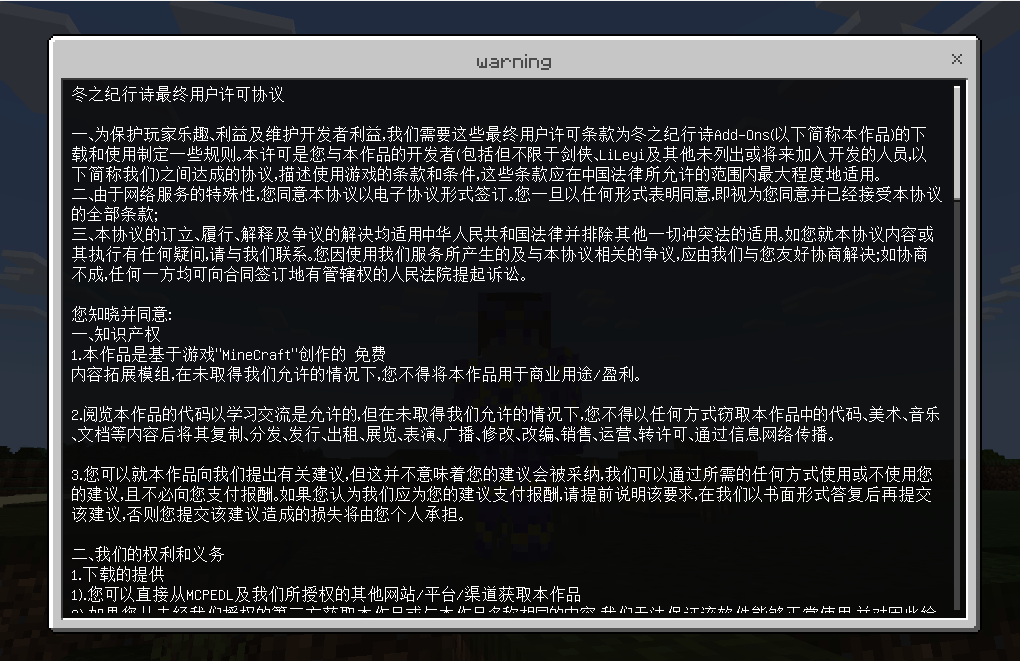 warning
冬之纪行诗最终用户许可协议
一、为保护玩家乐趣、利益及维护开发者利益,我们需要这些最终用户许可条款为冬之纪行诗Add-Ons(以下简称本作品)的下
载和使用制定一些规则。本许可是您与本作品的开发者(包括但不限于剑侠、LiLeyi及其他未列出或将来加入开发的人员,以
下简称我们)之间达成的协议,描述使用游戏的条款和条件,这些条款应在中国法律所允许的范围内最大程度地适用。
二、由于网络服务的特殊性,您同意本协议以电子协议形式签订。您一旦以任何形式表明同意,即视为您同意并已经接受本协议
的全部条款;
三、本协议的订立、履行、解释及争议的解决均适用中华人民共和国法律并排除其他一切冲突法的适用。如您就本协议内容或
其执行有任何疑问,请与我们联系。您因使用我们服务所产生的及与本协议相关的争议,应由我们与您友好协商解决;如协商
不成,任何一方均可向合同签订地有管辖权的人民法院提起诉讼。
您知晓并同意:
一、知识产权
1.本作品是基于游戏"MineCraft"创作的 免费
内容拓展模组,在未取得我们允许的情况下,您不得将本作品用于商业用途/盈利。
2.阅览本作品的代码以学习交流是允许的,但在未取得我们允许的情况下,您不得以任何方式窃取本作品中的代码、美术、音乐
、文档等内容后将其复制、分发、发行、出租、展览、表演、广播、修改、改编、销售、运营、转许可、通过信息网络传播。
3.您可以就本作品向我们提出有关建议,但这并不意味着您的建议会被采纳,我们可以通过所需的任何方式使用或不使用您
的建议,且不必向您支付报酬。如果您认为我们应为您的建议支付报酬,请提前说明该要求,在我们以书面形式答复后再提交
该建议,否则您提交该建议造成的损失将由您个人承担。
二、我们的权利和义务
1.下载的提供
1).您可以直接从MCPEDL及我们所授权的其他网站/平台/渠道获取本作品